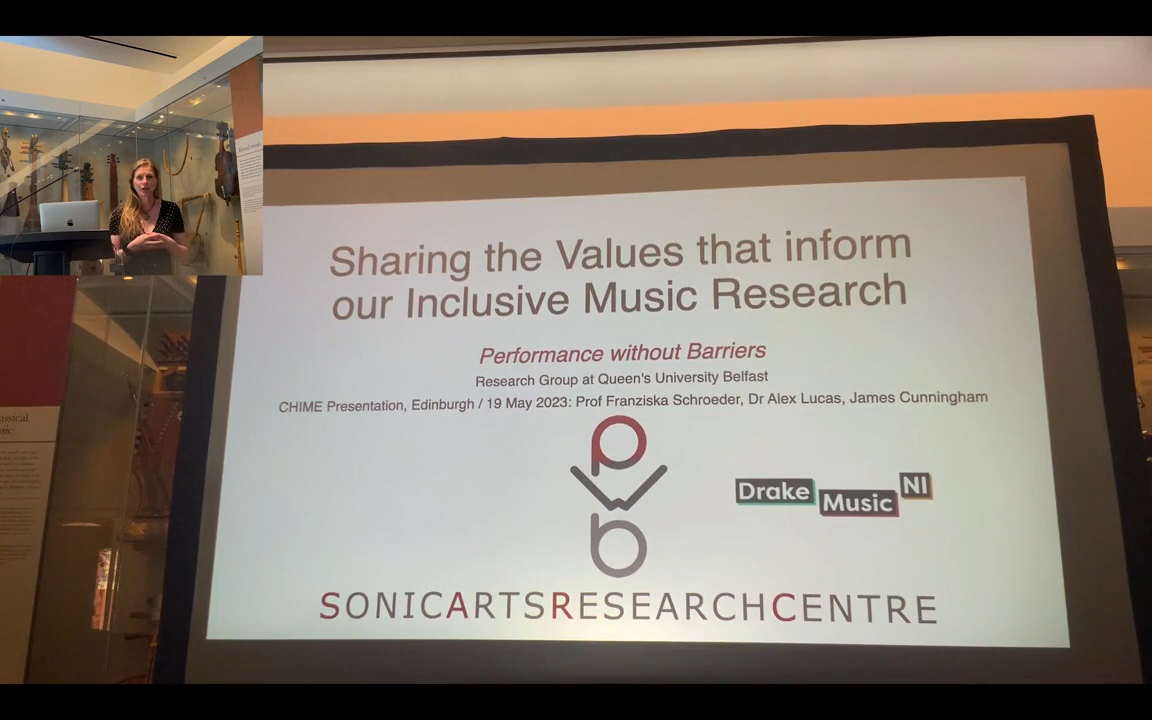 Sharing the Values that inform
our Inclusive Music Research
Performance without Barriers
Research Group at Queen's University Belfast
CHIME Presentation, Edinburgh / 19 May 2023: Prof Franziska Schroeder, Dr Alex Lucas, James Cunningham
pwb
Drake Music NI
SONICARTSRESEARCHCENTRE